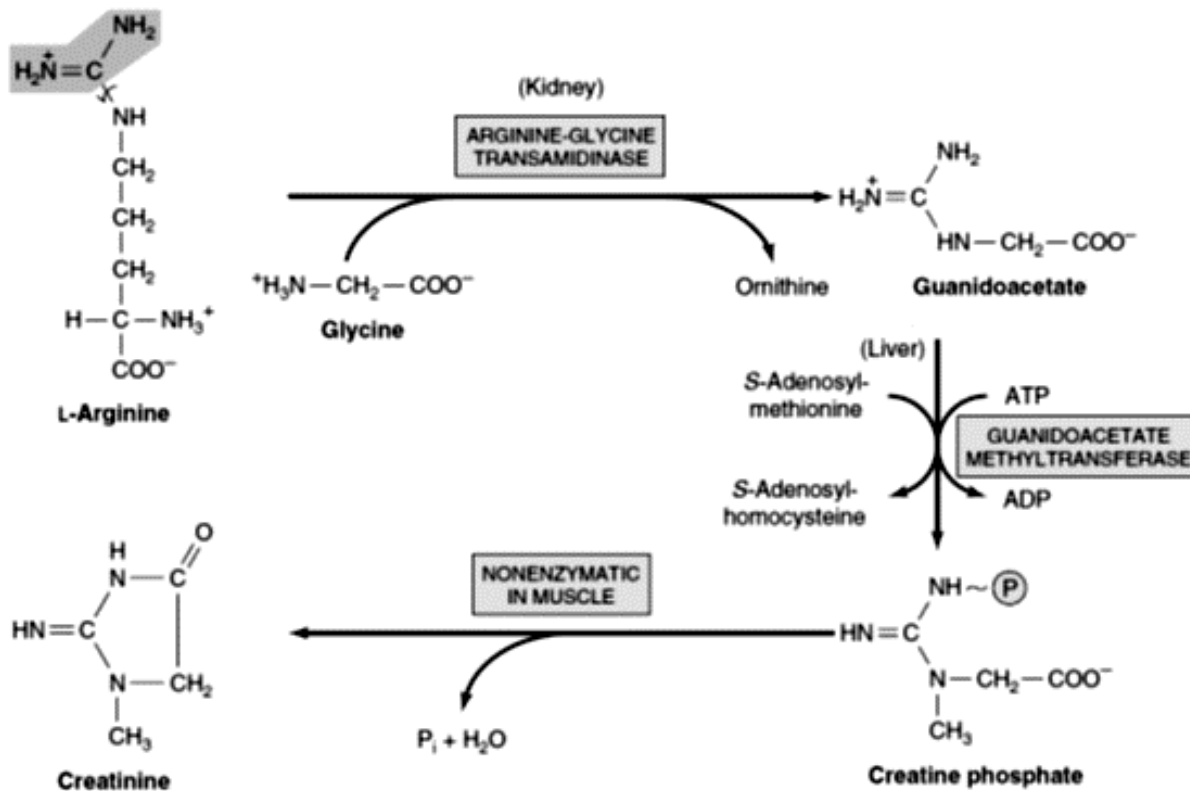 NH₂
H₂N⁺=C
NH
CH₂
CH₂
CH₂
H—C—NH₃⁺
COO⁻
L-Arginine
(Kidney)
ARGININE-GLYCINE
TRANSAMIDINASE
⁺H₃N—CH₂—COO⁻
Glycine
Ornithine
NH₂
H₂N⁺=C
HN—CH₂—COO⁻
Guanidoacetate
(Liver)
S-Adenosyl-
methionine
ATP
GUANIDOACETATE
METHYLTRANSFERASE
S-Adenosyl-
homocysteine
ADP
NH~P
HN=C
N—CH₂—COO⁻
CH₃
Creatine phosphate
NONENZYMATIC
IN MUSCLE
Pᵢ + H₂O
O
H
N—C
HN=C
N—CH₂
CH₃
Creatinine